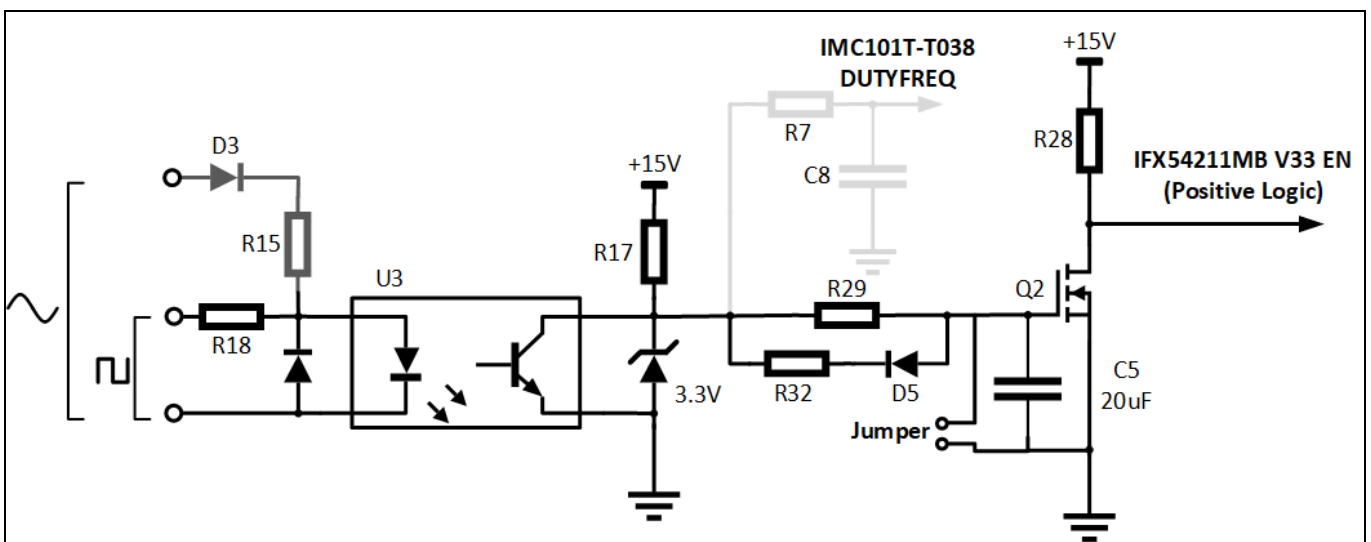 IMC101T-T038
DUTYFREQ
+15V
R7
D3
R28
IFX54211MB V33 EN
(Positive Logic)
+15V
C8
R15
R17
U3
R29
Q2
R18
3.3V
R32
D5
C5
20uF
Jumper